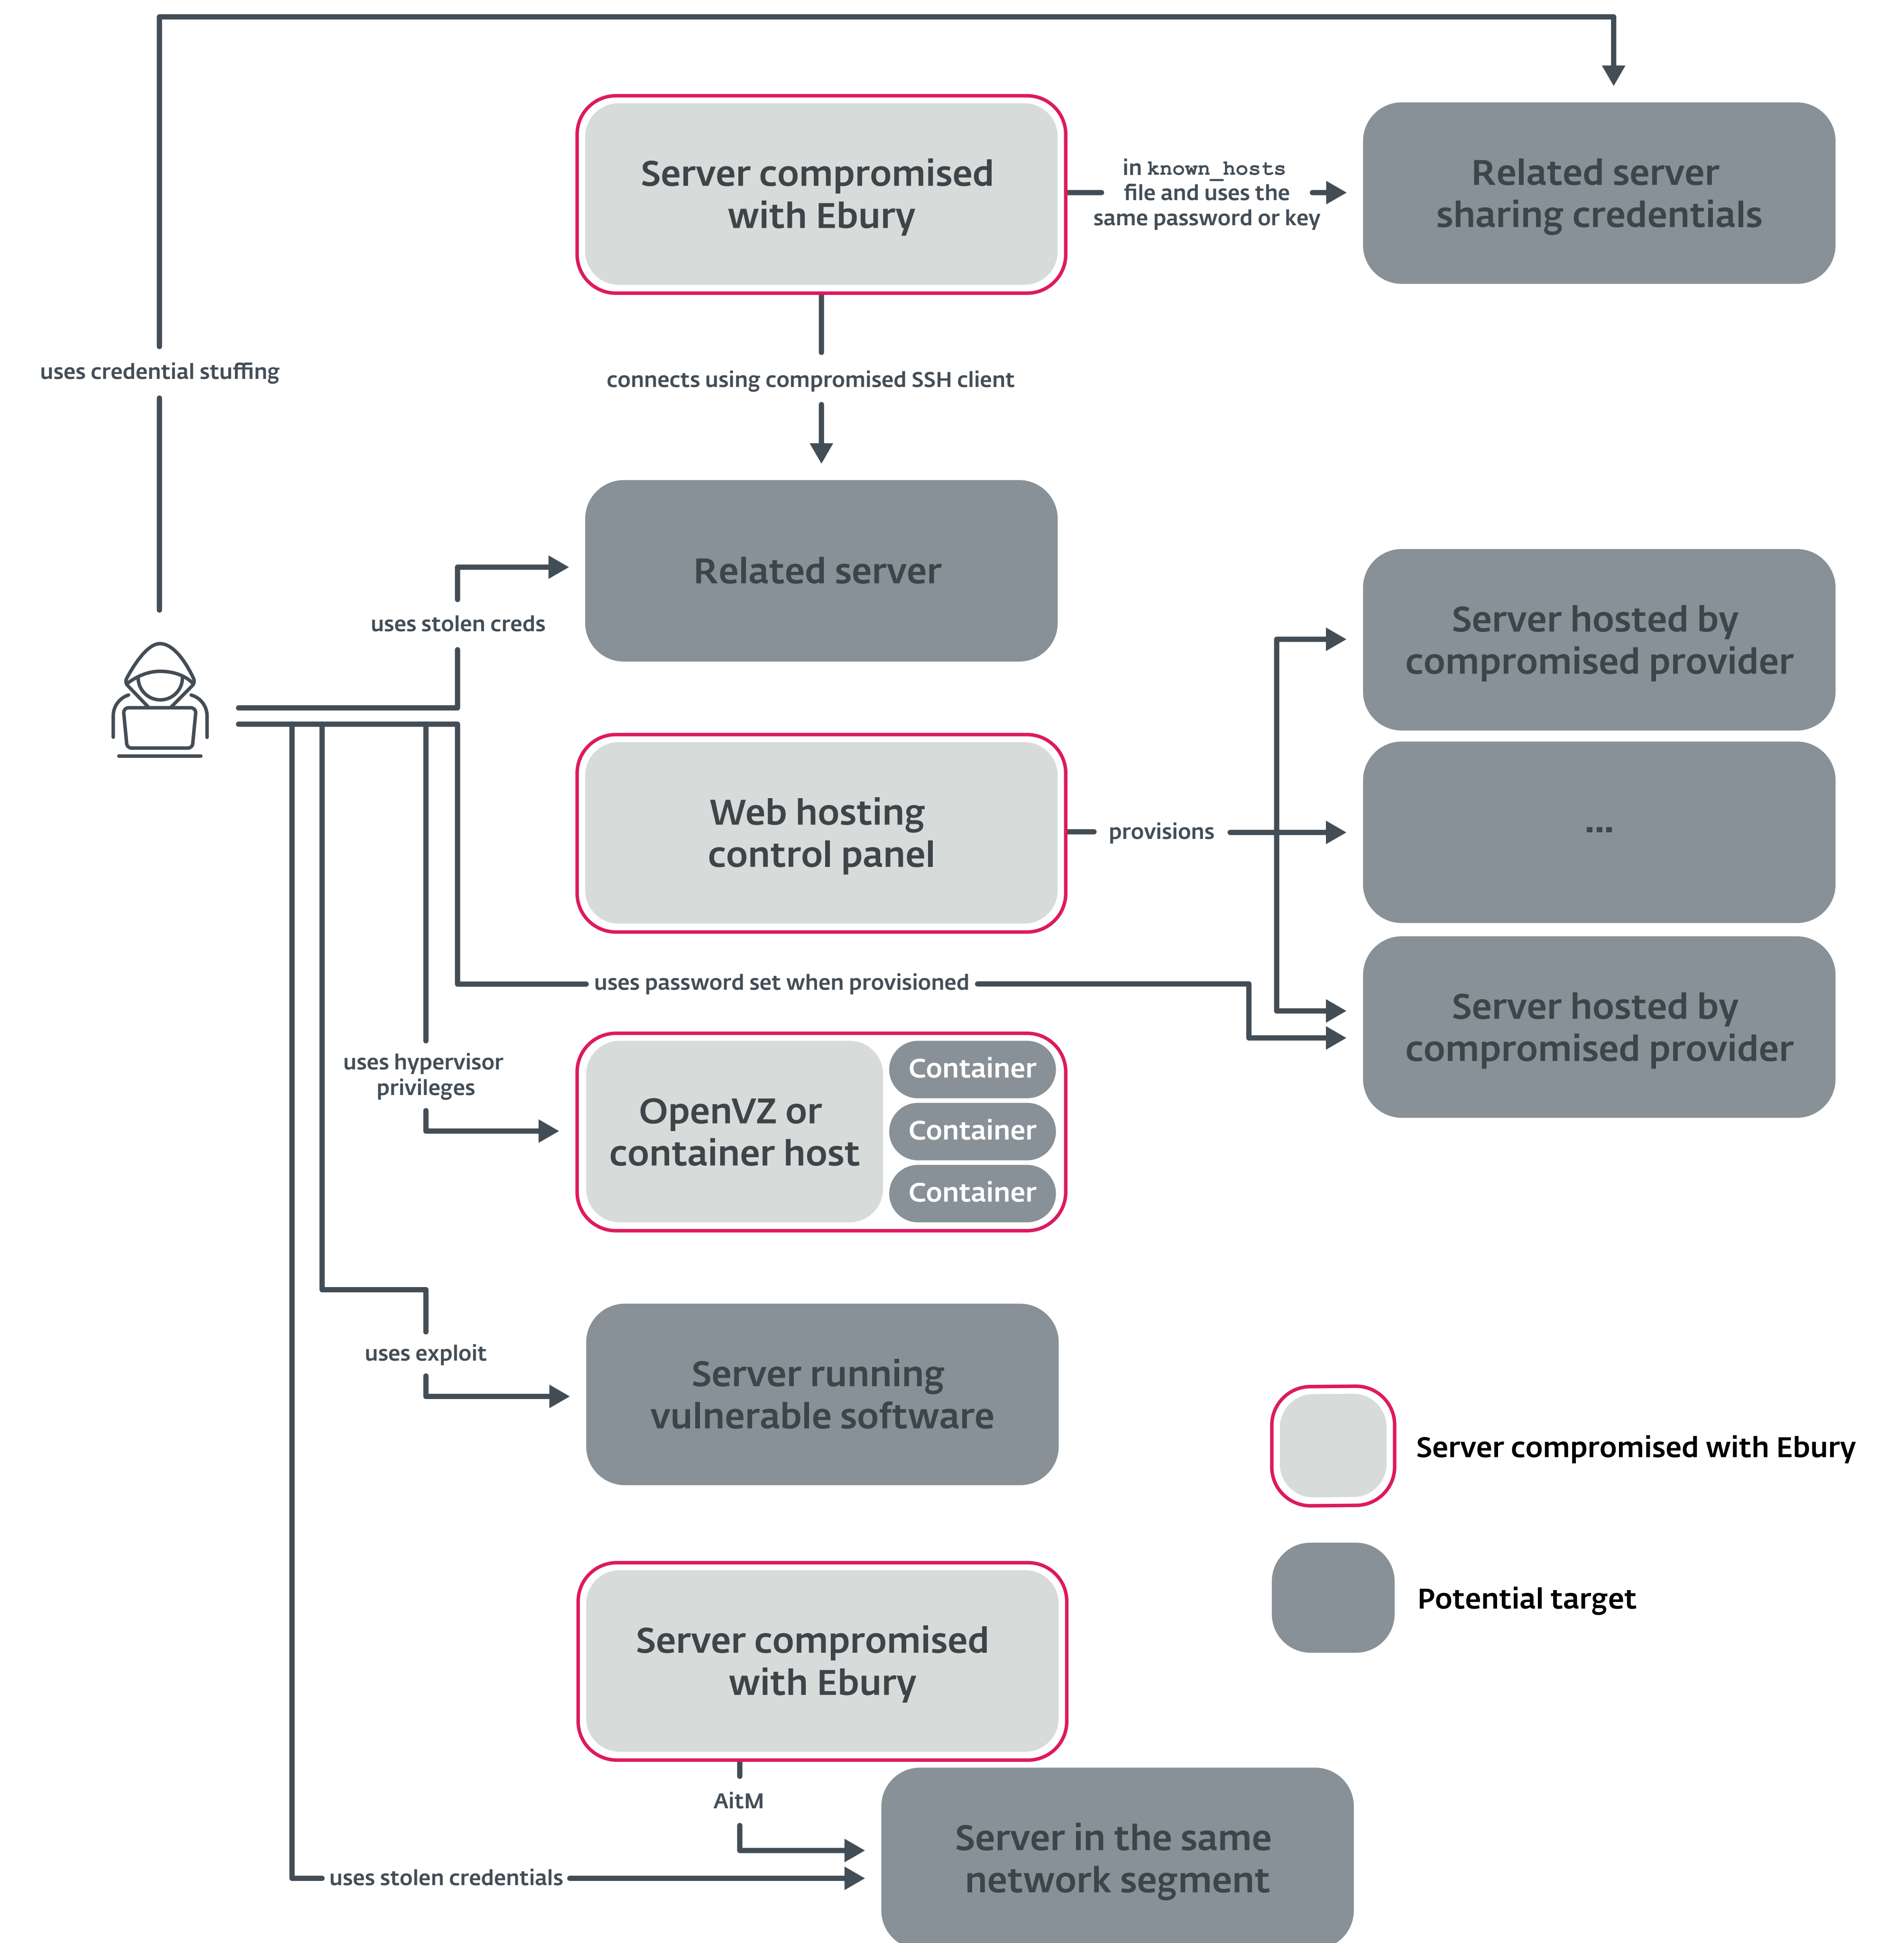 Server compromised
with Ebury
in known_hosts
file and uses the
same password or key
Related server
sharing credentials
uses credential stuffing
connects using compromised SSH client
Related server
uses stolen creds
Server hosted by
compromised provider
Web hosting
control panel
provisions
...
uses password set when provisioned
Server hosted by
compromised provider
uses hypervisor
privileges
OpenVZ or
container host
Container
Container
Container
uses exploit
Server running
vulnerable software
Server compromised with Ebury
Potential target
Server compromised
with Ebury
AitM
Server in the same
network segment
uses stolen credentials